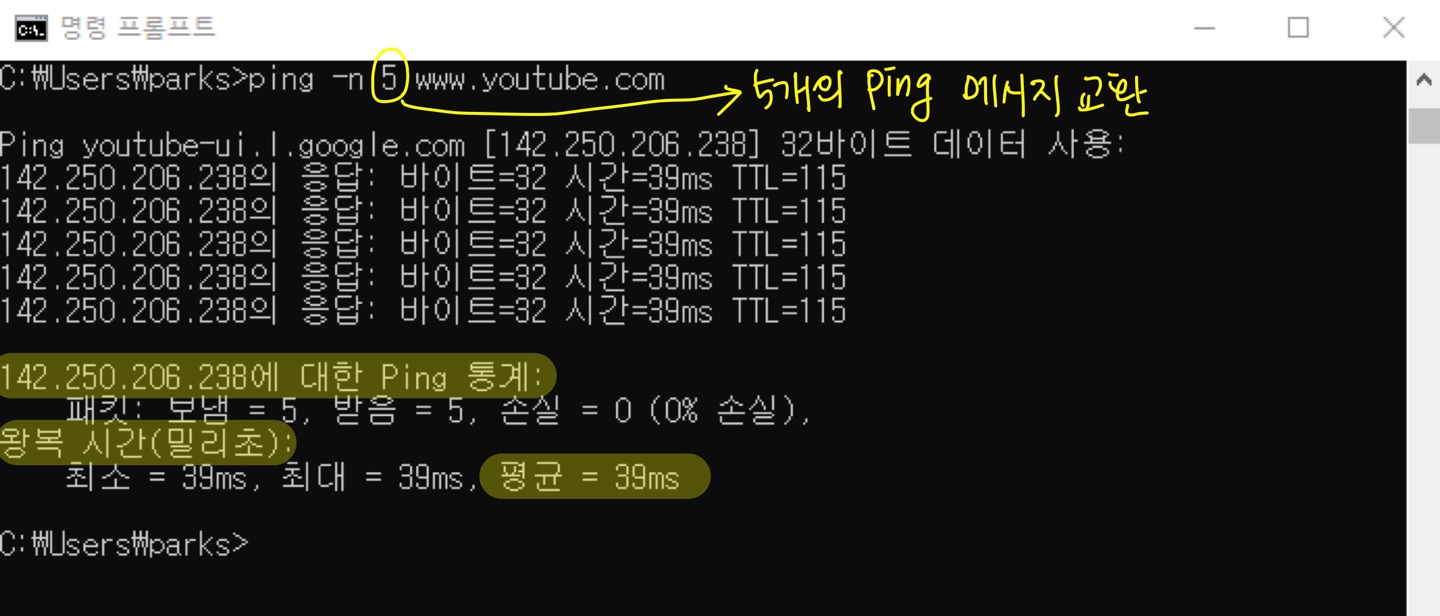 명령 프롬프트
C:₩Users₩parks>ping -n 5 www.youtube.com
5개의 Ping 메시지 교환
Ping youtube-ui.l.google.com [142.250.206.238] 32바이트 데이터 사용:
142.250.206.238의 응답: 바이트=32 시간=39ms TTL=115
142.250.206.238의 응답: 바이트=32 시간=39ms TTL=115
142.250.206.238의 응답: 바이트=32 시간=39ms TTL=115
142.250.206.238의 응답: 바이트=32 시간=39ms TTL=115
142.250.206.238의 응답: 바이트=32 시간=39ms TTL=115
142.250.206.238에 대한 Ping 통계:
패킷: 보냄 = 5, 받음 = 5, 손실 = 0 (0% 손실),
왕복 시간(밀리초):
최소 = 39ms, 최대 = 39ms, 평균 = 39ms
C:₩Users₩parks>